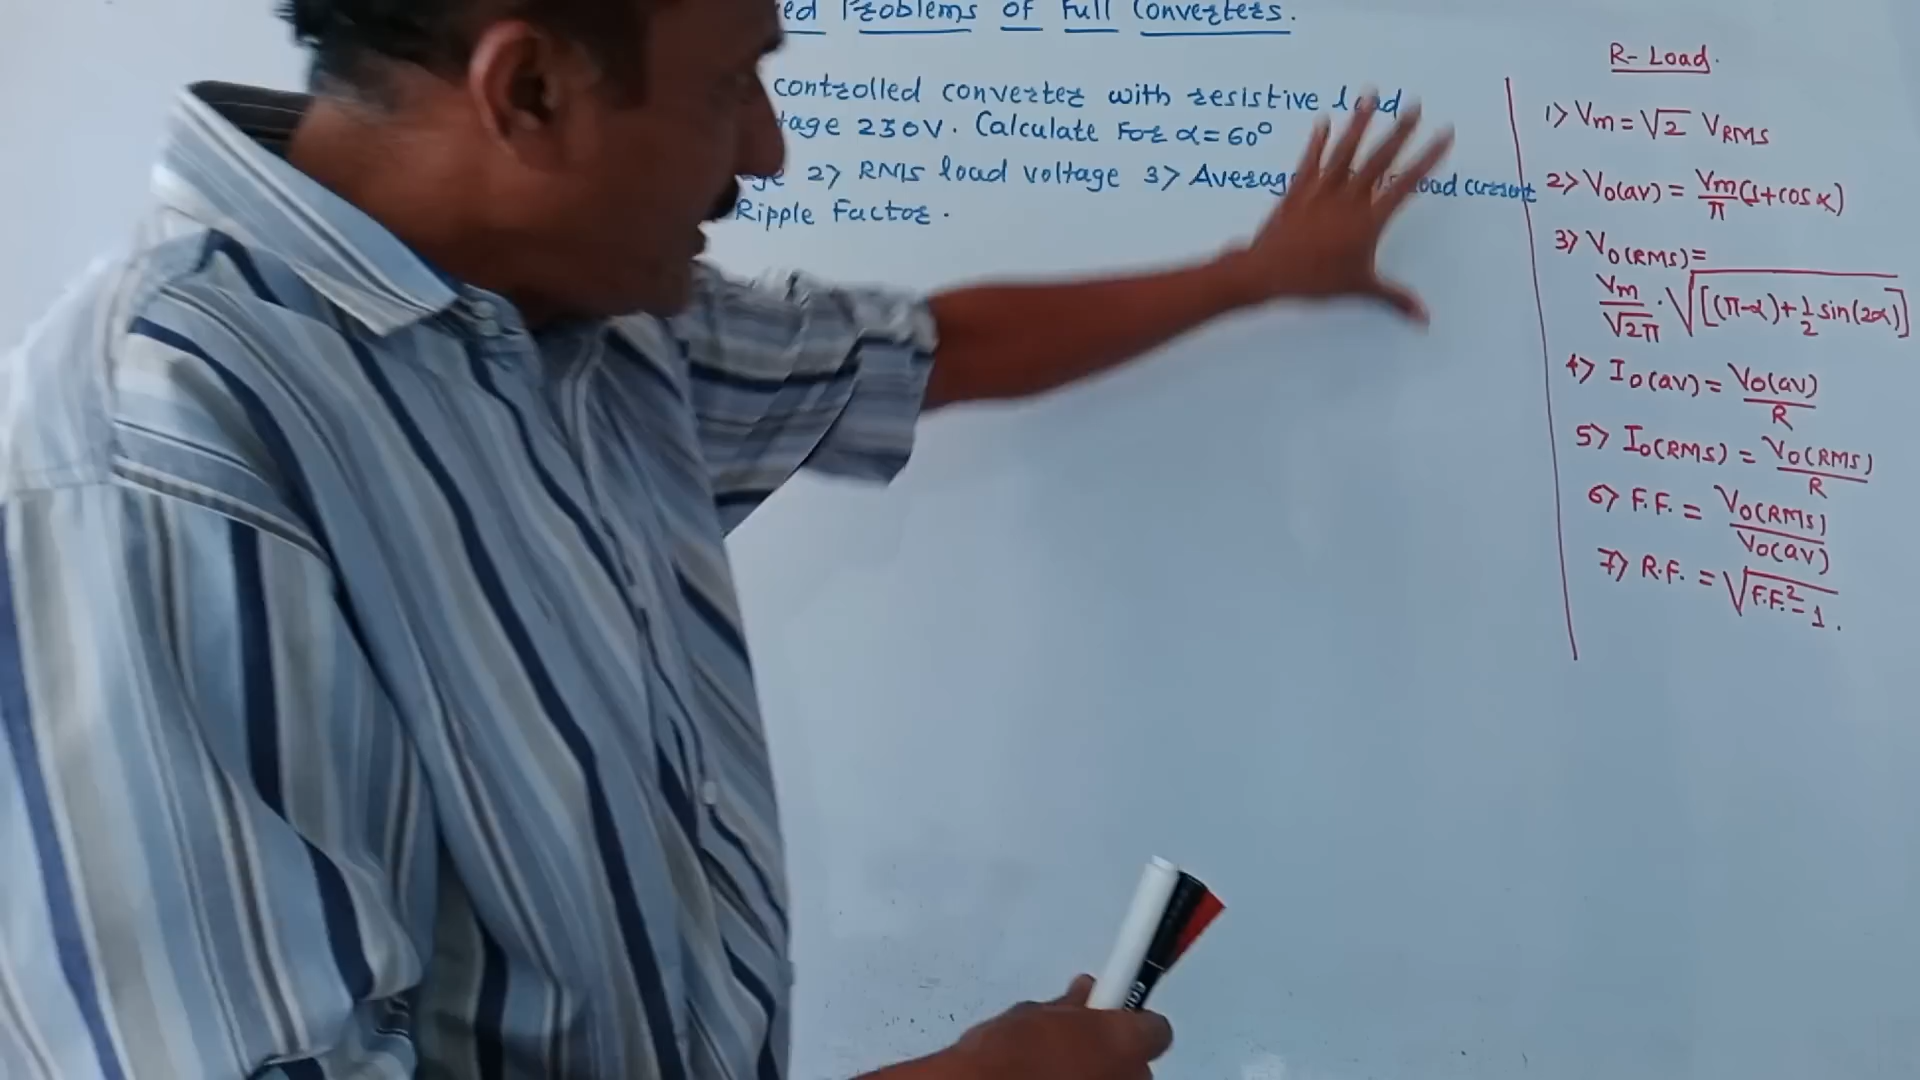 Problems of Full Converters.
controlled converter with resistive load
230V. Calculate For α=60°
2> RMS load voltage 3> Average load current
Ripple Factor.
R-Load.
1> Vm = √2 VRMS
2> Vo(av) = Vm/π (1+cos α)
3> Vo(RMS) =
Vm/√2π . √[(π-α)+1/2 sin(2α)]
4> Io(av) = Vo(av)/R
5> Io(RMS) = Vo(RMS)/R
6> F.F. = Vo(RMS)/Vo(av)
7> R.F. = √F.F.²-1.